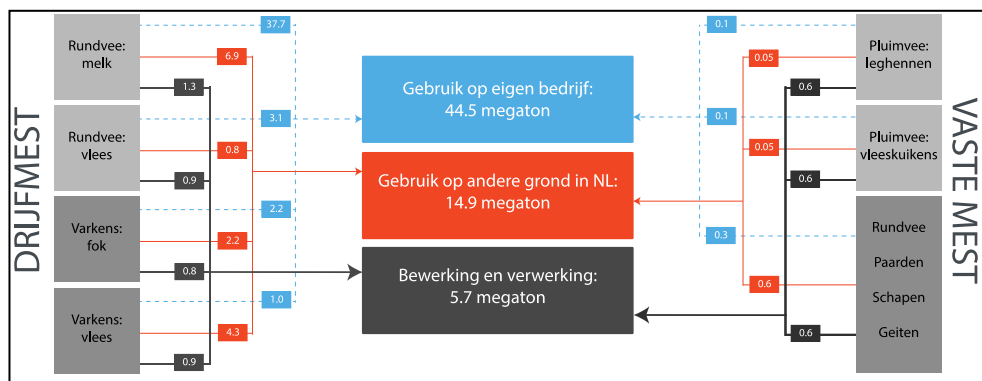 DRIJFMEST
Rundvee:
melk
37.7
6.9
1.3
Rundvee:
vlees
3.1
0.8
0.9
Varkens:
fok
2.2
2.2
0.8
Varkens:
vlees
1.0
4.3
0.9
Gebruik op eigen bedrijf:
44.5 megaton
Gebruik op andere grond in NL:
14.9 megaton
Bewerking en verwerking:
5.7 megaton
0.1
0.05
0.6
Pluimvee:
leghennen
0.1
0.05
0.6
Pluimvee:
vleeskuikens
0.3
0.6
0.6
Rundvee
Paarden
Schapen
Geiten
VASTE MEST